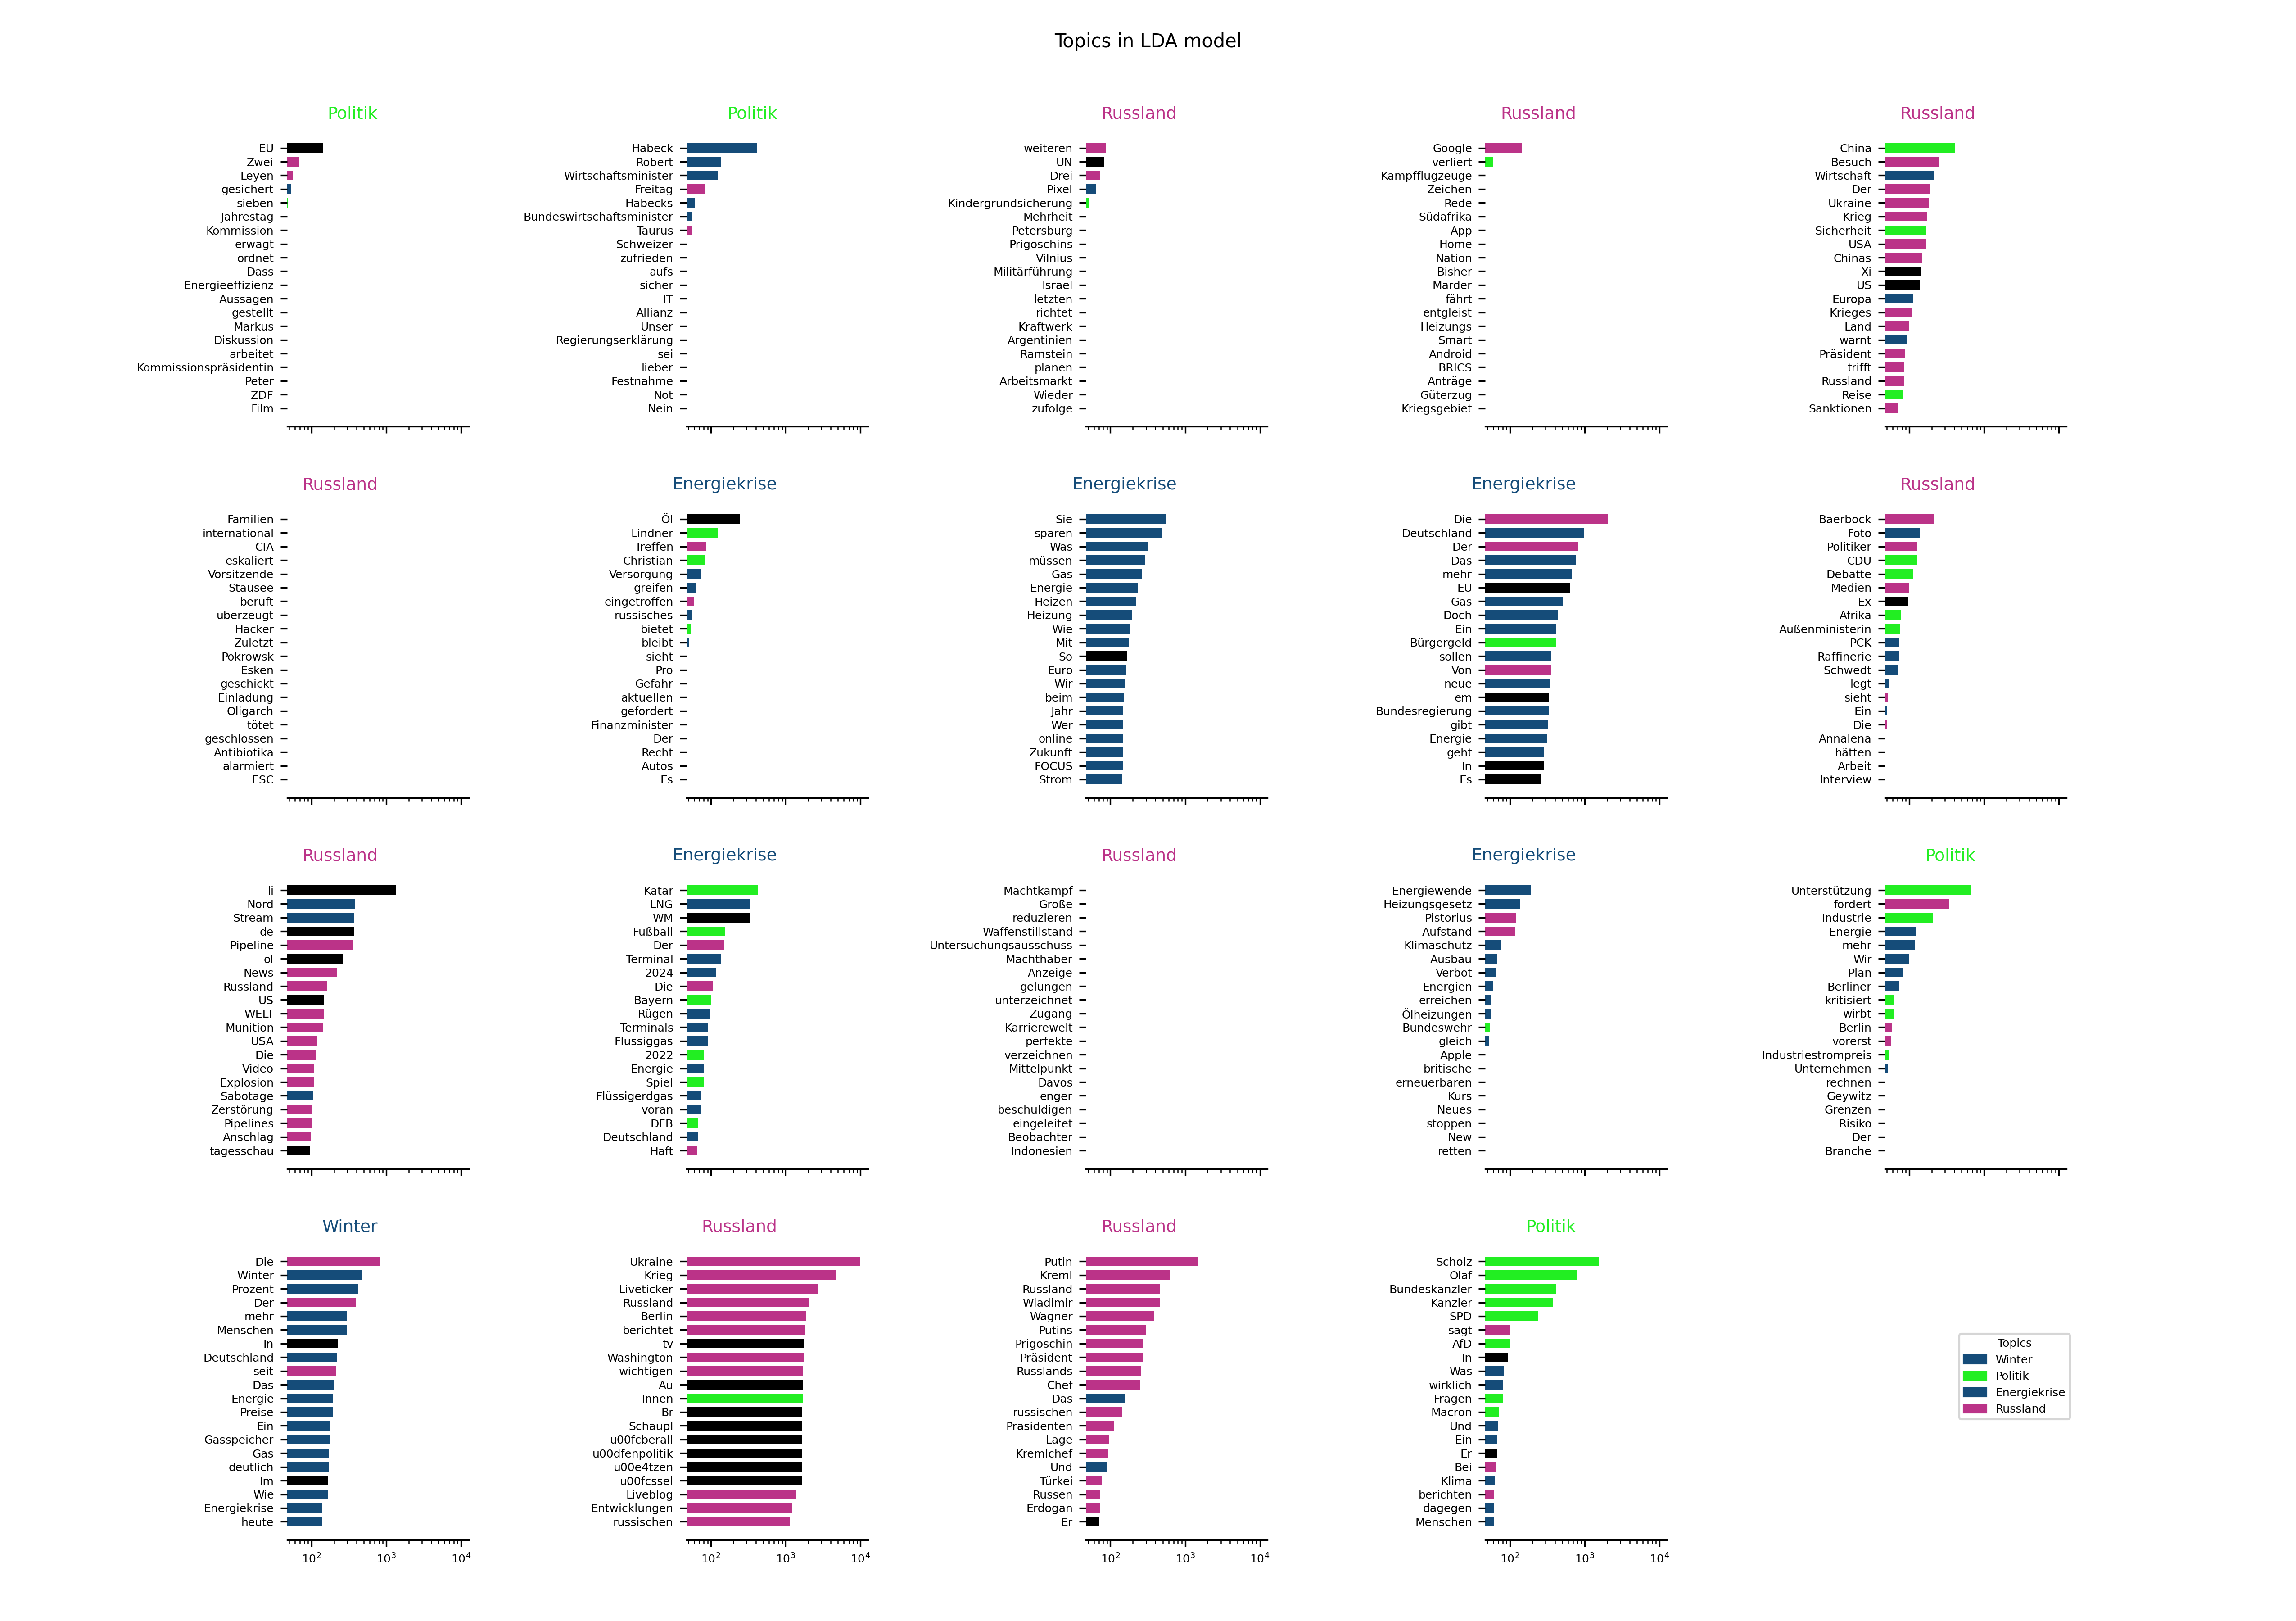 Topics in LDA model
Politik
EU
Zwei
Leyen
gesichert
sieben
Jahrestag
Kommission
erwägt
ordnet
Dass
Energieeffizienz
Aussagen
gestellt
Markus
Diskussion
arbeitet
Kommissionspräsidentin
Peter
ZDF
Film
Politik
Habeck
Robert
Wirtschaftsminister
Freitag
Habecks
Bundeswirtschaftsminister
Taurus
Schweizer
zufrieden
aufs
sicher
IT
Allianz
Unser
Regierungserklärung
sei
lieber
Festnahme
Not
Nein
Russland
weiteren
UN
Drei
Pixel
Kindergrundsicherung
Mehrheit
Petersburg
Prigoschins
Vilnius
Militärführung
Israel
letzten
richtet
Kraftwerk
Argentinien
Ramstein
planen
Arbeitsmarkt
Wieder
zufolge
Russland
Google
verliert
Kampfflugzeuge
Zeichen
Rede
Südafrika
App
Home
Nation
Bisher
Marder
fährt
entgleist
Heizungs
Smart
Android
BRICS
Anträge
Güterzug
Kriegsgebiet
Russland
China
Besuch
Wirtschaft
Der
Ukraine
Krieg
Sicherheit
USA
Chinas
Xi
US
Europa
Krieges
Land
warnt
Präsident
trifft
Russland
Reise
Sanktionen
Russland
Familien
international
CIA
eskaliert
Vorsitzende
Stausee
beruft
überzeugt
Hacker
Zuletzt
Pokrowsk
Esken
geschickt
Einladung
Oligarch
tötet
geschlossen
Antibiotika
alarmiert
ESC
Energiekrise
Öl
Lindner
Treffen
Christian
Versorgung
greifen
eingetroffen
russisches
bietet
bleibt
sieht
Pro
Gefahr
aktuellen
gefordert
Finanzminister
Der
Recht
Autos
Es
Energiekrise
Sie
sparen
Was
müssen
Gas
Energie
Heizen
Heizung
Wie
Mit
So
Euro
Wir
beim
Jahr
Wer
online
Zukunft
FOCUS
Strom
Energiekrise
Die
Deutschland
Der
Das
mehr
EU
Gas
Doch
Ein
Bürgergeld
sollen
Von
neue
em
Bundesregierung
gibt
Energie
geht
In
Es
Russland
Baerbock
Foto
Politiker
CDU
Debatte
Medien
Ex
Afrika
Außenministerin
PCK
Raffinerie
Schwedt
legt
sieht
Ein
Die
Annalena
hätten
Arbeit
Interview
Russland
li
Nord
Stream
de
Pipeline
ol
News
Russland
US
WELT
Munition
USA
Die
Video
Explosion
Sabotage
Zerstörung
Pipelines
Anschlag
tagesschau
Energiekrise
Katar
LNG
WM
Fußball
Der
Terminal
2024
Die
Bayern
Rügen
Terminals
Flüssiggas
2022
Energie
Spiel
Flüssigerdgas
voran
DFB
Deutschland
Haft
Russland
Machtkampf
Große
reduzieren
Waffenstillstand
Untersuchungsausschuss
Machthaber
Anzeige
gelungen
unterzeichnet
Zugang
Karrierewelt
perfekte
verzeichnen
Mittelpunkt
Davos
enger
beschuldigen
eingeleitet
Beobachter
Indonesien
Energiekrise
Energiewende
Heizungsgesetz
Pistorius
Aufstand
Klimaschutz
Ausbau
Verbot
Energien
erreichen
Ölheizungen
Bundeswehr
gleich
Apple
britische
erneuerbaren
Kurs
Neues
stoppen
New
retten
Politik
Unterstützung
fordert
Industrie
Energie
mehr
Wir
Plan
Berliner
kritisiert
wirbt
Berlin
vorerst
Industriestrompreis
Unternehmen
rechnen
Geywitz
Grenzen
Risiko
Der
Branche
Winter
Die
Winter
Prozent
Der
mehr
Menschen
In
Deutschland
seit
Das
Energie
Preise
Ein
Gasspeicher
Gas
deutlich
Im
Wie
Energiekrise
heute
10² 10³ 10⁴
Russland
Ukraine
Krieg
Liveticker
Russland
Berlin
berichtet
tv
Washington
wichtigen
Au
Innen
Br
Schaupl
u00fcberall
u00dfenpolitik
u00e4tzen
u00fcssel
Liveblog
Entwicklungen
russischen
10² 10³ 10⁴
Russland
Putin
Kreml
Russland
Wladimir
Wagner
Putins
Prigoschin
Präsident
Russlands
Chef
Das
russischen
Präsidenten
Lage
Kremlchef
Und
Türkei
Russen
Erdogan
Er
10² 10³ 10⁴
Politik
Scholz
Olaf
Bundeskanzler
Kanzler
SPD
sagt
AfD
In
Was
wirklich
Fragen
Macron
Und
Ein
Er
Bei
Klima
berichten
dagegen
Menschen
10² 10³ 10⁴
Topics
Winter
Politik
Energiekrise
Russland